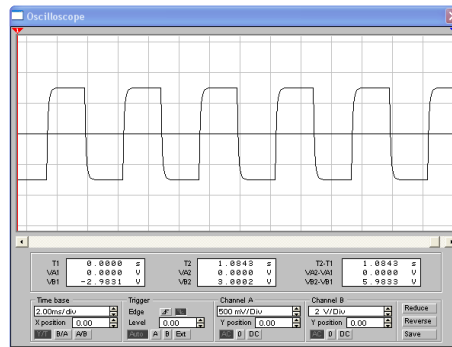 Oscilloscope
T1 0.0000 s T2 1.0843 s T2-T1 1.0843 s
VA1 0.0000 V VA2 0.0000 V VA2-VA1 0.0000 V
VB1 -2.9831 V VB2 3.0002 V VB2-VB1 5.9833 V
Time base Trigger Channel A Channel B
2.00ms/div Edge 500 mV/Div 2 V/Div Reduce
X position 0.00 Level 0.00 Y position 0.00 Y position 0.00 Reverse
Y/T B/A A/B Auto A B Ext AC 0 DC AC 0 DC Save